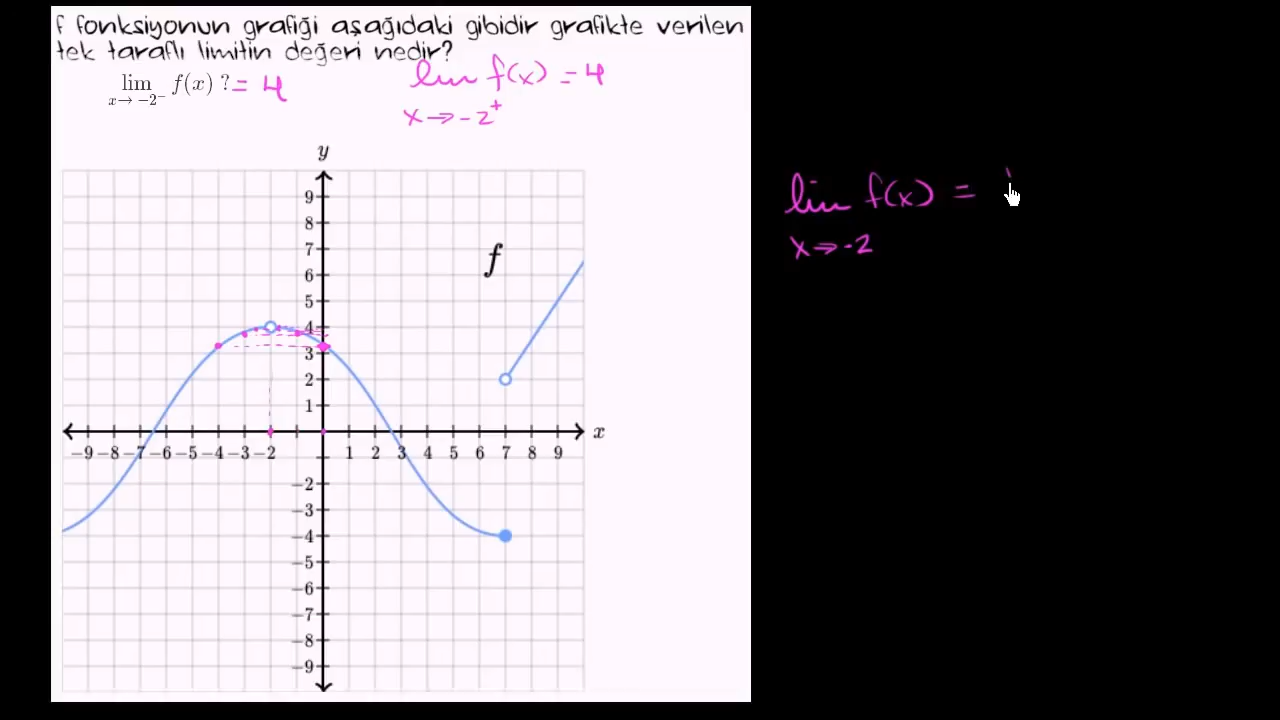 f fonksiyonun grafiği aşağıdaki gibidir grafikte verilen
tek taraflı limitin değeri nedir?
lim f(x) ? = 4
x→ -2⁻
lim f(x) = 4
x→ -2⁺
lim f(x) =
x→ -2
y
9
8
7
6
5
4
3
2
1
f
-9 -8 -7 -6 -5 -4 -3 -2 1 2 3 4 5 6 7 8 9 x
-2
-3
-4
-5
-6
-7
-8
-9